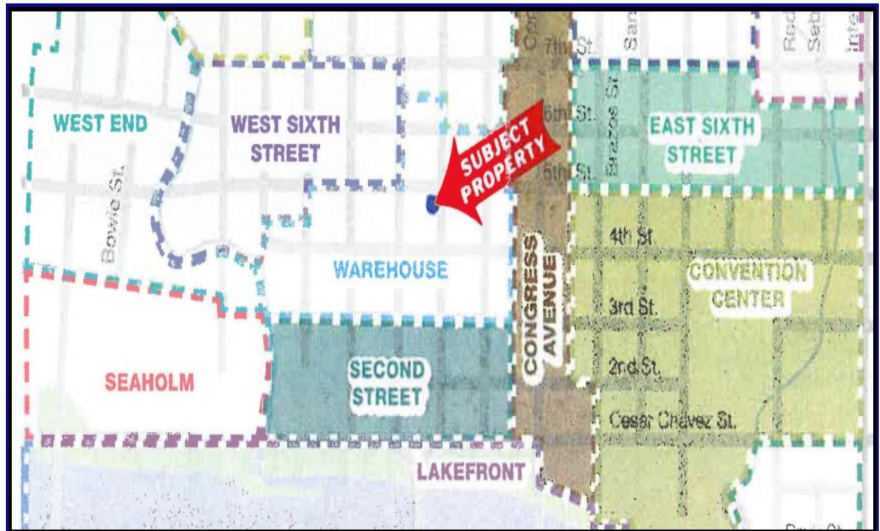 7th St.
San
WEST END
WEST SIXTH
STREET
SUBJECT
PROPERTY
6th St.
Brazos St.
EAST SIXTH
STREET
5th St.
Bowie St.
4th St.
WAREHOUSE
CONGRESS
AVENUE
CONVENTION
CENTER
3rd St.
SEAHOLM
SECOND
STREET
2nd St.
Cesar Chavez St.
LAKEFRONT